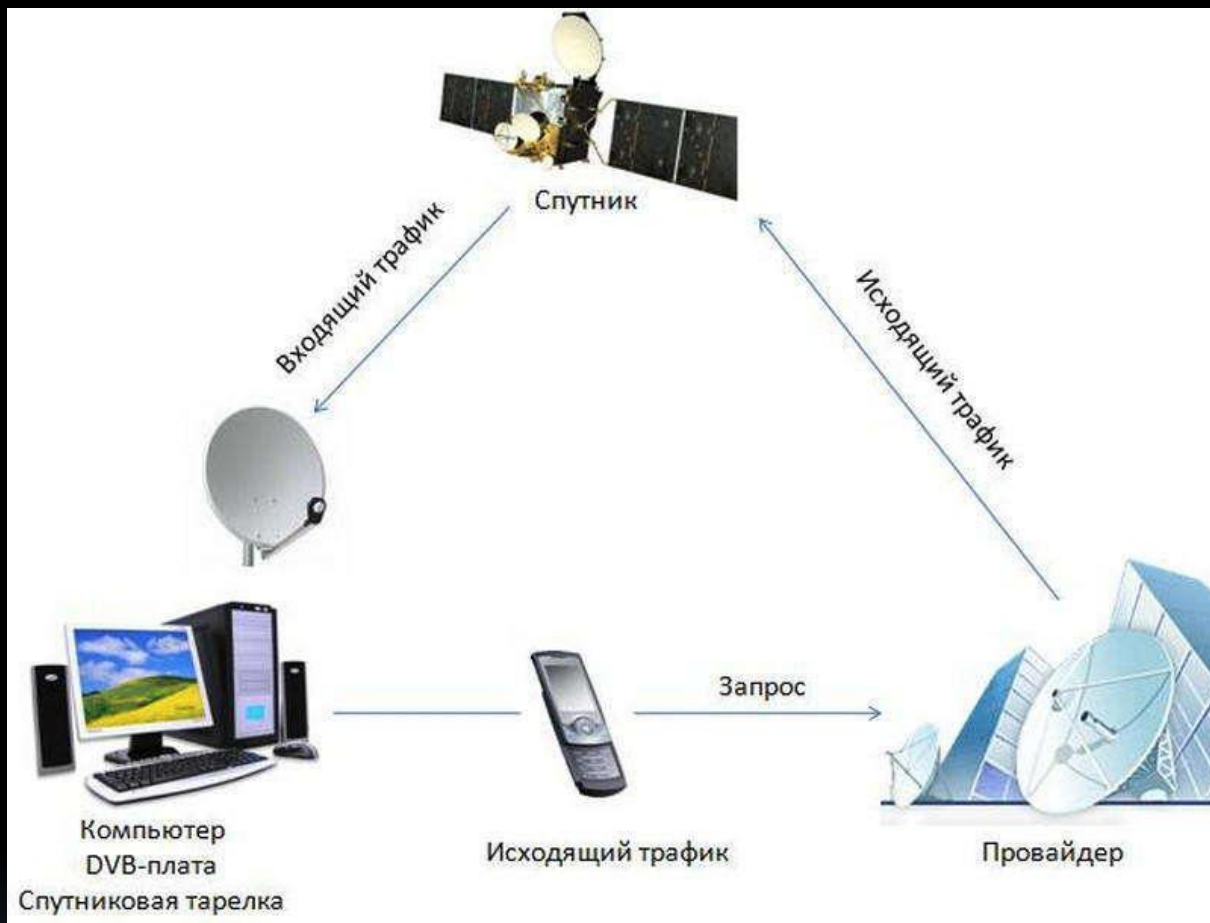 Спутник
Входящий трафик
Исходящий трафик
Запрос
Компьютер
DVB-плата
Спутниковая тарелка
Исходящий трафик
Провайдер